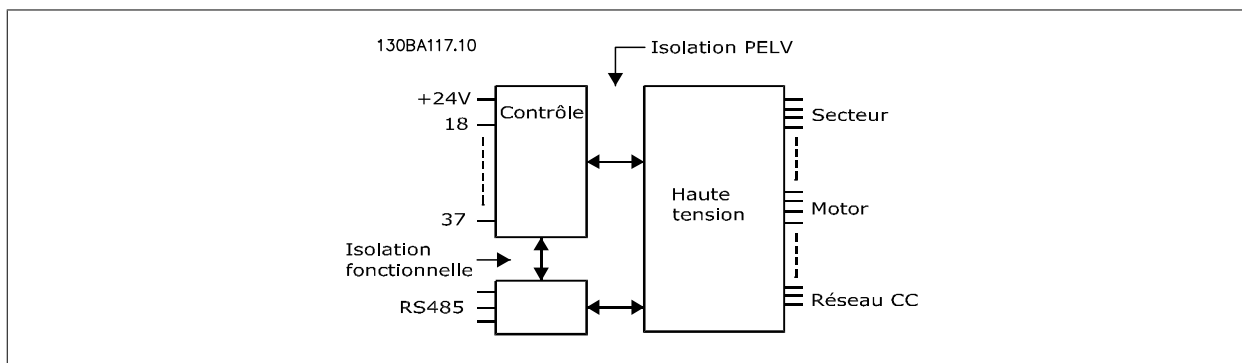 130BA117.10
Isolation PELV
+24V
18
37
Contrôle
Haute
tension
Secteur
Motor
Réseau CC
Isolation
fonctionnelle
RS485